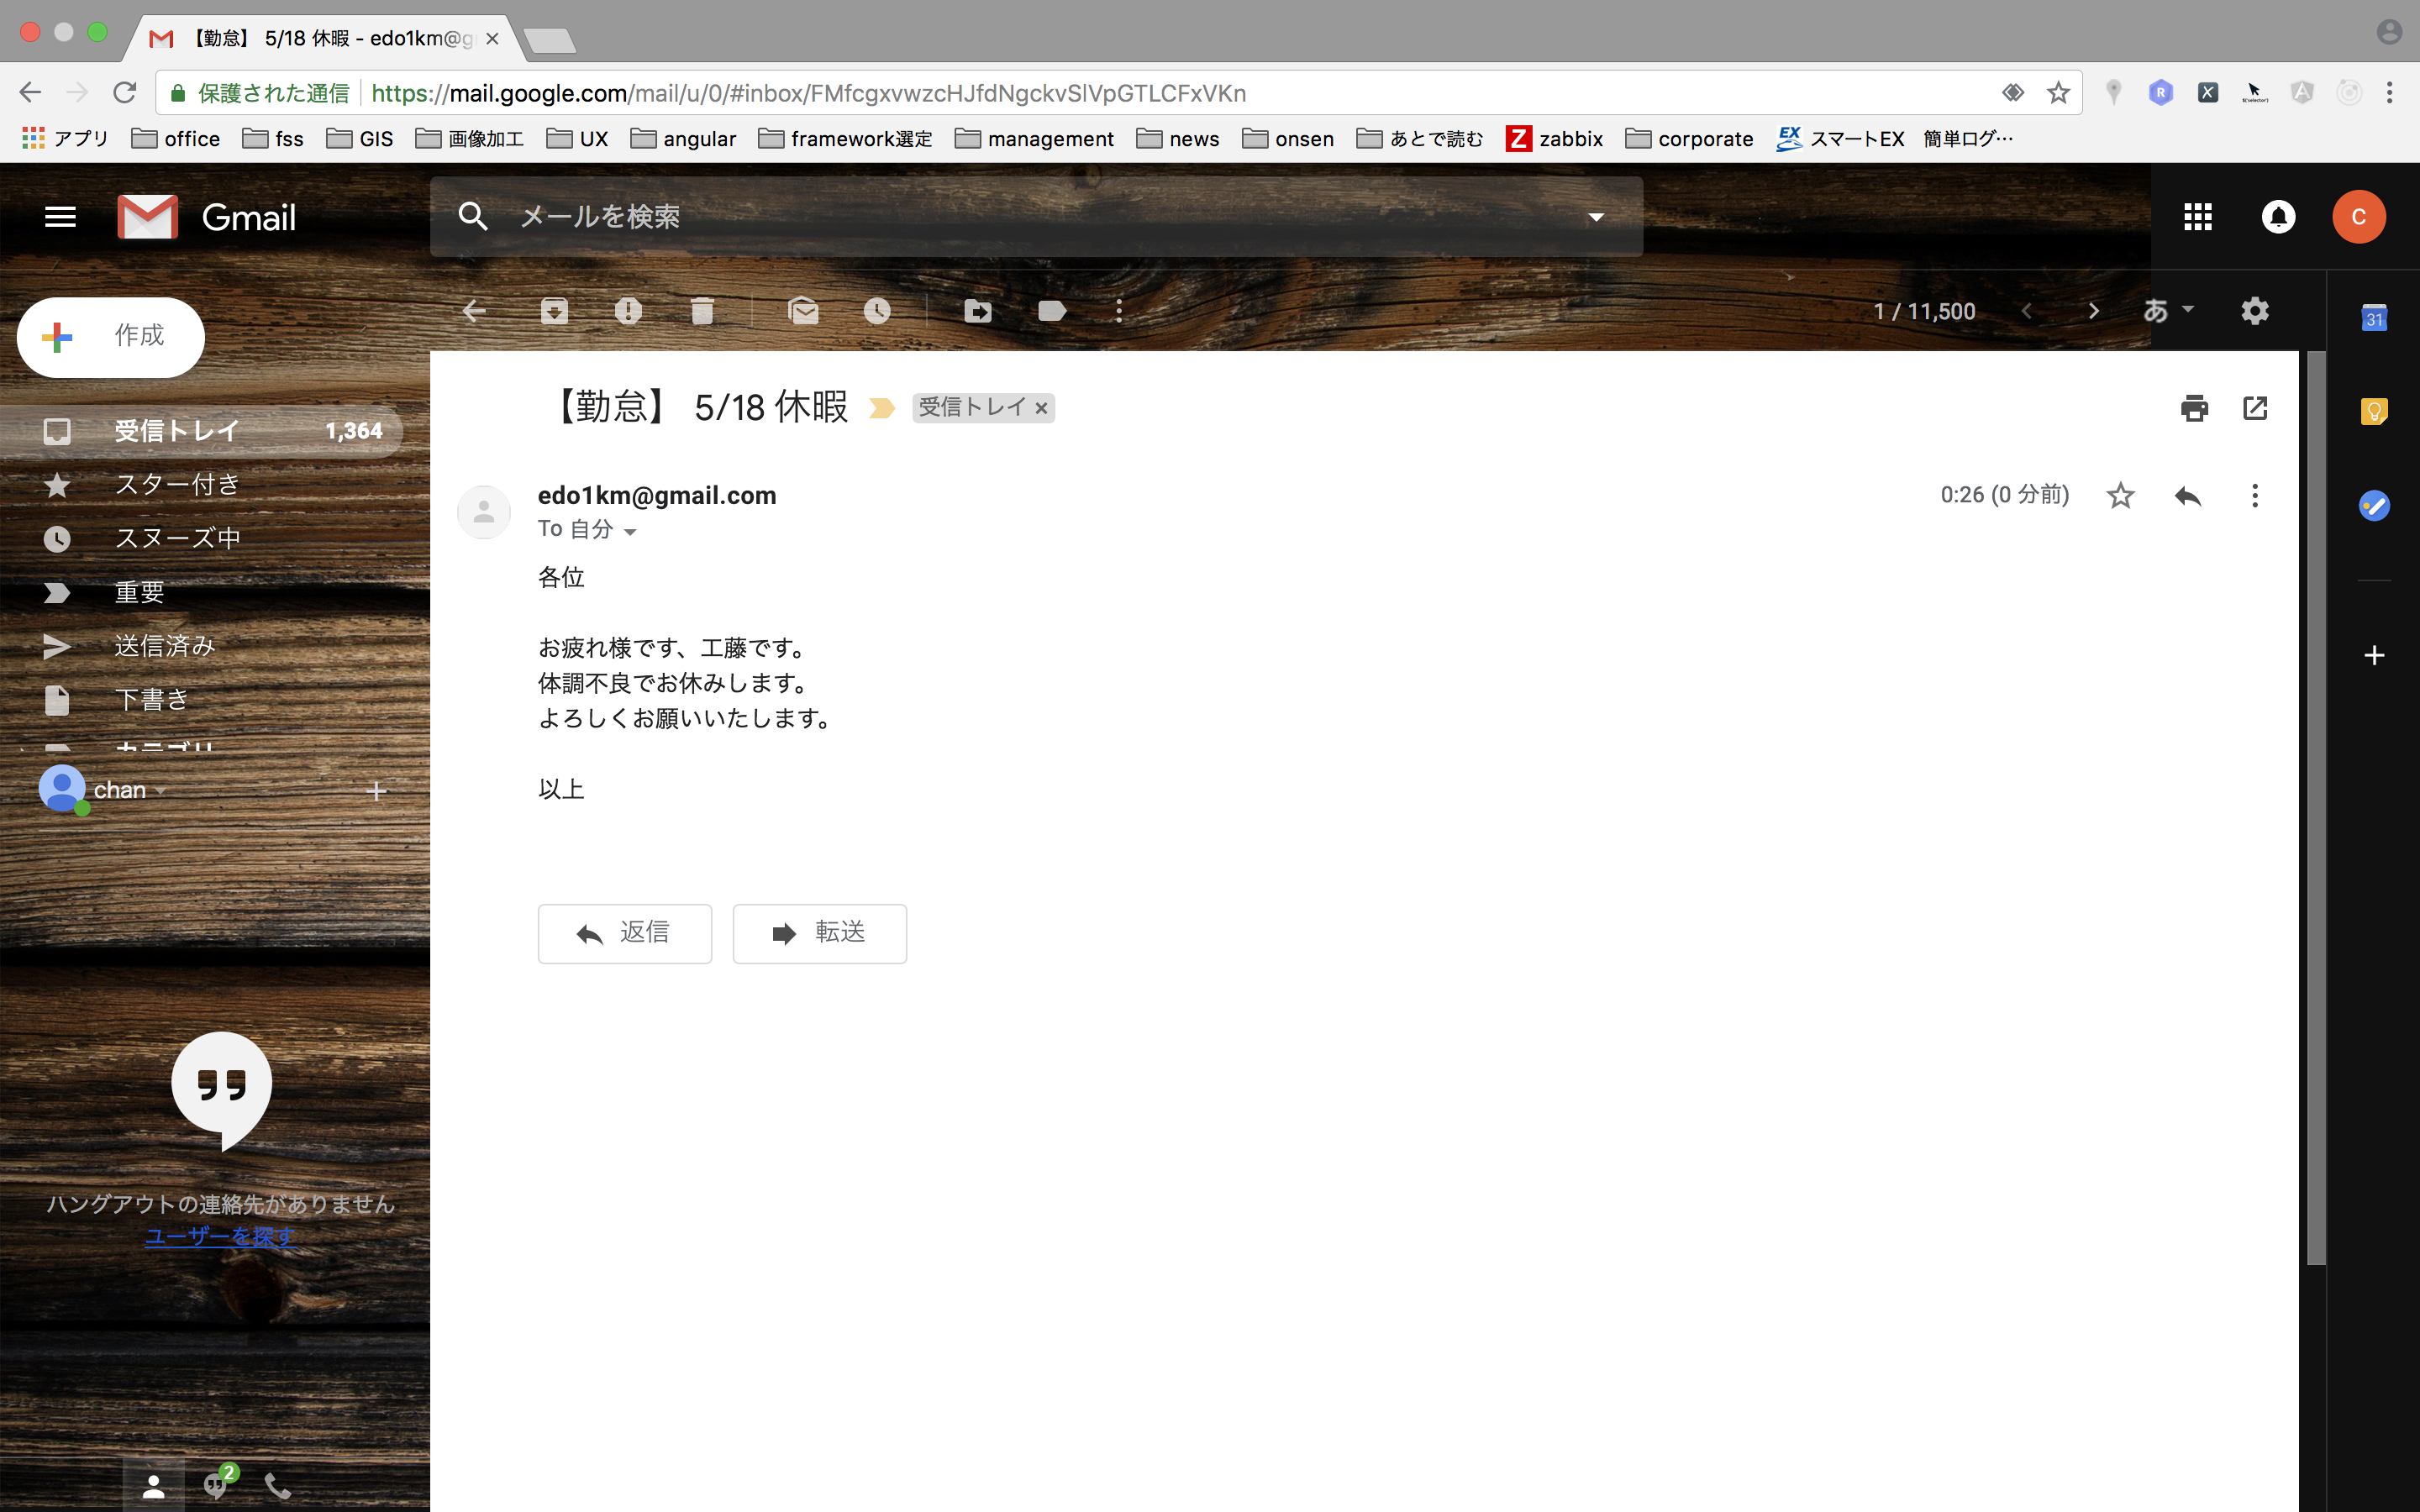 【勤怠】 5/18 休暇 - edo1km@g
保護された通信 https://mail.google.com/mail/u/0/#inbox/FMfcgxvwzcHJfdNgckvSlVpGTLCFxVKn
アプリ office fss GIS 画像加工 UX angular framework選定 management news onsen あとで読む zabbix corporate EX スマートEX 簡単ログ…
Gmail メールを検索 C
作成 1 / 11,500 あ 31
【勤怠】 5/18 休暇 受信トレイ ×
受信トレイ 1,364
スター付き
スヌーズ中
重要
送信済み
下書き
カテゴリ
chan
edo1km@gmail.com 0:26 (0 分前)
To 自分
各位
お疲れ様です、工藤です。
体調不良でお休みします。
よろしくお願いいたします。
以上
返信 転送
ハングアウトの連絡先がありません
ユーザーを探す
2